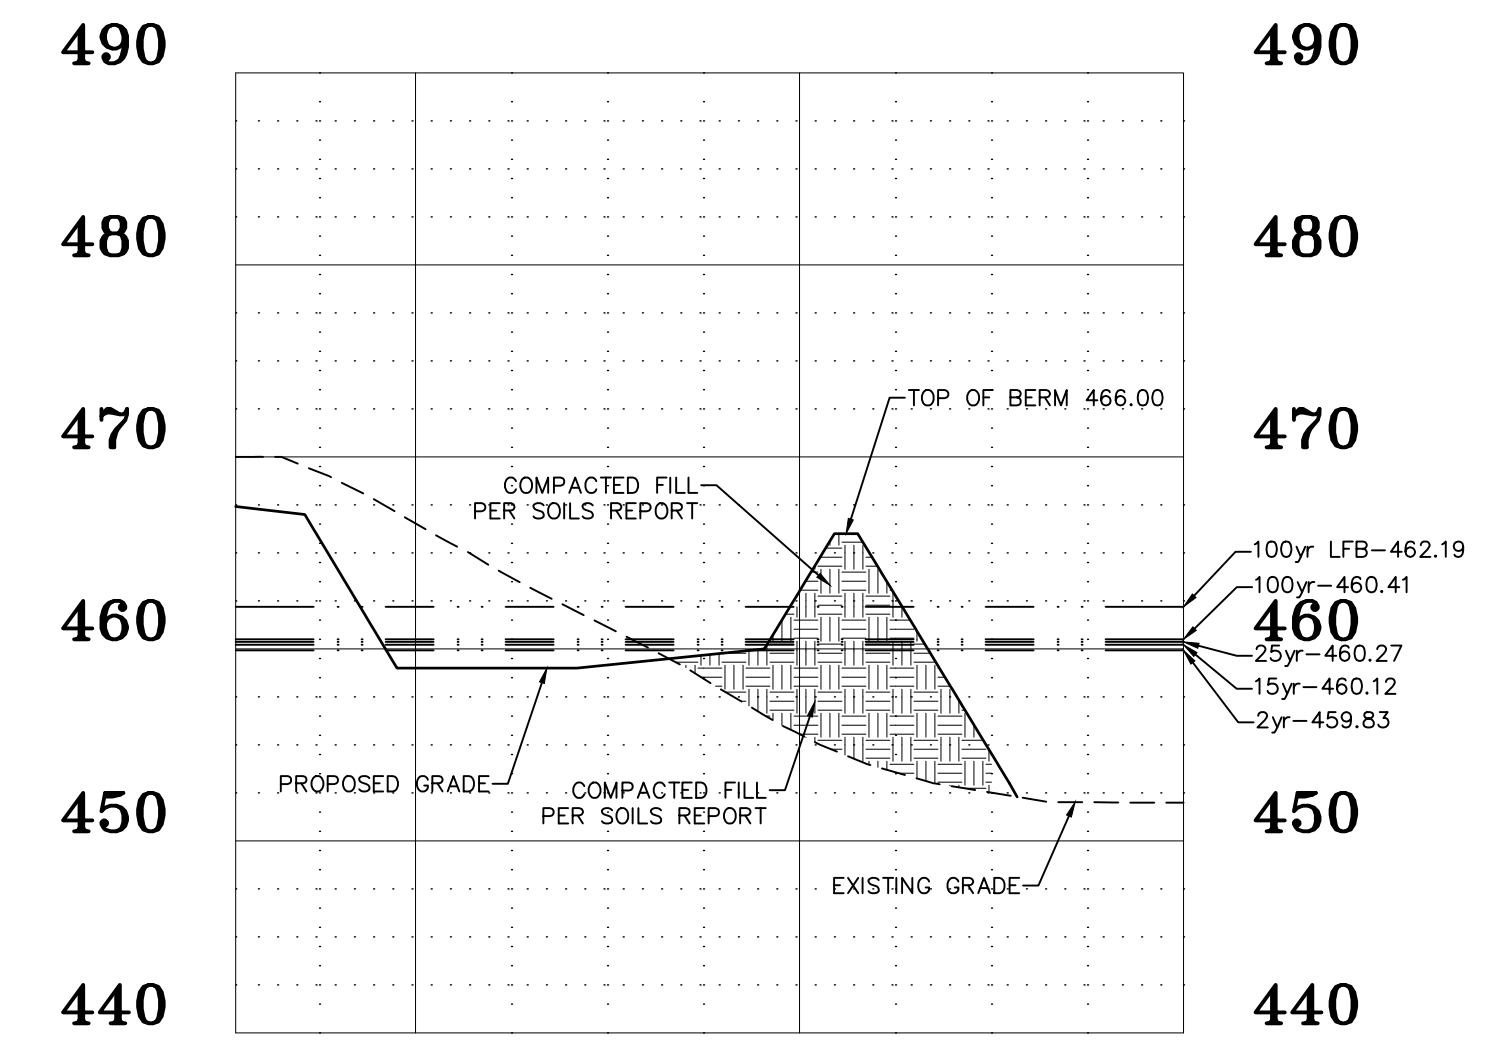 490 490
480 480
TOP OF BERM 466.00
470 470
COMPACTED FILL
PER SOILS REPORT
100yr LFB-462.19
100yr-460.41
460 460
25yr-460.27
15yr-460.12
2yr-459.83
PROPOSED GRADE
COMPACTED FILL
PER SOILS REPORT
450 450
EXISTING GRADE
440 440